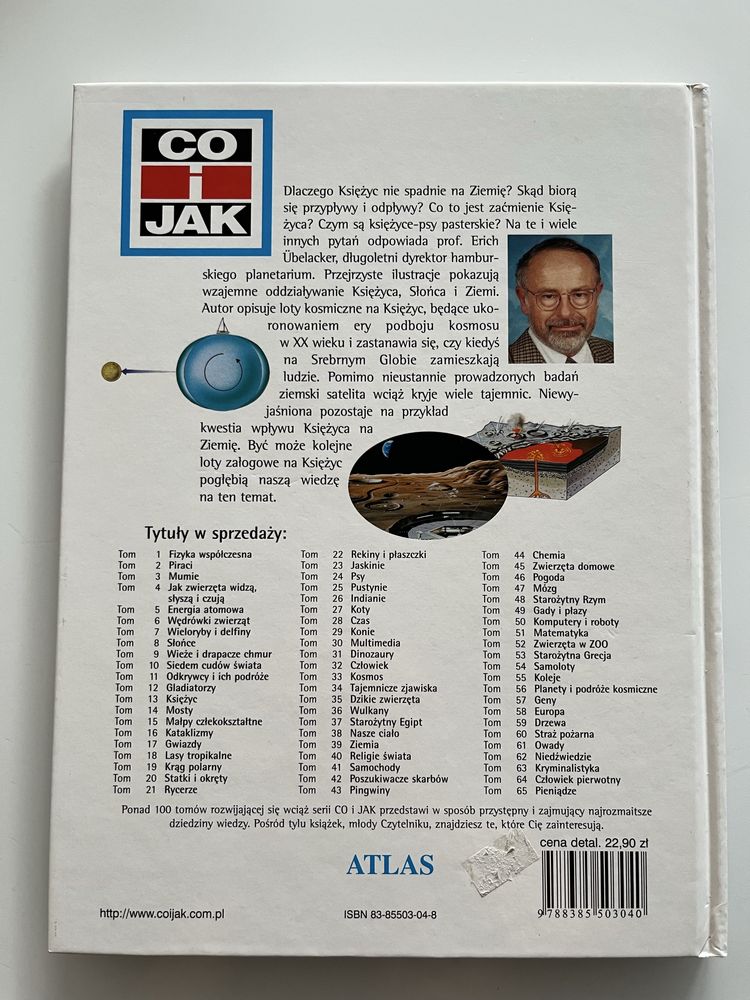 CO
i
JAK
Dlaczego Księżyc nie spadnie na Ziemię? Skąd biorą
się przypływy i odpływy? Co to jest zaćmienie Księ-
życa? Czym są księżyce-psy pasterskie? Na te i wiele
innych pytań odpowiada prof. Erich
Übelacker, długoletni dyrektor hambur-
skiego planetarium. Przejrzyste ilustracje pokazują
wzajemne oddziaływanie Księżyca, Słońca i Ziemi.
Autor opisuje loty kosmiczne na Księżyc, będące uko-
ronowaniem ery podboju kosmosu
w XX wieku i zastanawia się, czy kiedyś
na Srebrnym Globie zamieszkają
ludzie. Pomimo nieustannie prowadzonych badań
ziemski satelita wciąż kryje wiele tajemnic. Niewy-
jaśniona pozostaje na przykład
kwestia wpływu Księżyca na
Ziemię. Być może kolejne
loty załogowe na Księżyc
pogłębią naszą wiedzę
na ten temat.
Tytuły w sprzedaży:
Tom 1 Fizyka współczesna
Tom 2 Piraci
Tom 3 Mumie
Tom 4 Jak zwierzęta widzą,
słyszą i czują
Tom 5 Energia atomowa
Tom 6 Wędrówki zwierząt
Tom 7 Wieloryby i delfiny
Tom 8 Słońce
Tom 9 Wieże i drapacze chmur
Tom 10 Siedem cudów świata
Tom 11 Odkrywcy i ich podróże
Tom 12 Gladiatorzy
Tom 13 Księżyc
Tom 14 Mosty
Tom 15 Małpy człekokształtne
Tom 16 Kataklizmy
Tom 17 Gwiazdy
Tom 18 Lasy tropikalne
Tom 19 Krąg polarny
Tom 20 Statki i okręty
Tom 21 Rycerze
Tom 22 Rekiny i płaszczki
Tom 23 Jaskinie
Tom 24 Psy
Tom 25 Pustynie
Tom 26 Indianie
Tom 27 Koty
Tom 28 Czas
Tom 29 Konie
Tom 30 Multimedia
Tom 31 Dinozaury
Tom 32 Człowiek
Tom 33 Kosmos
Tom 34 Tajemnicze zjawiska
Tom 35 Dzikie zwierzęta
Tom 36 Wulkany
Tom 37 Starożytny Egipt
Tom 38 Nasze ciało
Tom 39 Ziemia
Tom 40 Religie świata
Tom 41 Samochody
Tom 42 Poszukiwacze skarbów
Tom 43 Pingwiny
Tom 44 Chemia
Tom 45 Zwierzęta domowe
Tom 46 Pogoda
Tom 47 Mózg
Tom 48 Starożytny Rzym
Tom 49 Gady i płazy
Tom 50 Komputery i roboty
Tom 51 Matematyka
Tom 52 Zwierzęta w ZOO
Tom 53 Starożytna Grecja
Tom 54 Samoloty
Tom 55 Koleje
Tom 56 Planety i podróże kosmiczne
Tom 57 Geny
Tom 58 Europa
Tom 59 Drzewa
Tom 60 Straż pożarna
Tom 61 Owady
Tom 62 Niedźwiedzie
Tom 63 Kryminalistyka
Tom 64 Człowiek pierwotny
Tom 65 Pieniądze
Ponad 100 tomów rozwijającej się wciąż serii CO i JAK przedstawi w sposób przystępny i zajmujący najrozmaitsze
dziedziny wiedzy. Pośród tylu książek, młody Czytelniku, znajdziesz te, które Cię zainteresują.
ATLAS
cena detal. 22,90 zł
http://www.coijak.com.pl
ISBN 83-85503-04-8
9 788385 503040